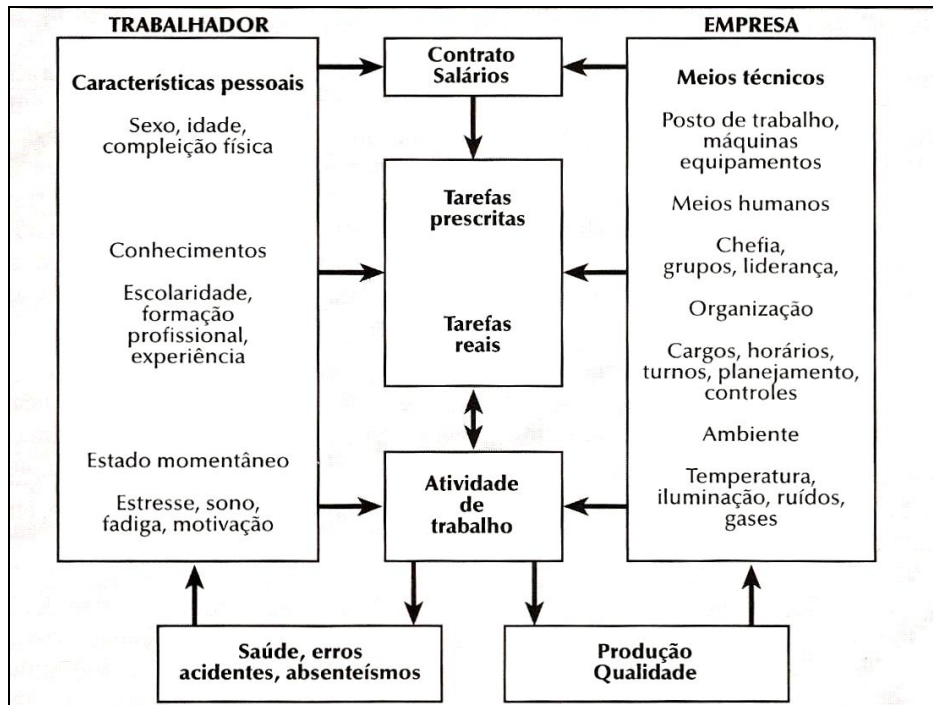 TRABALHADOR
Características pessoais
Sexo, idade,
compleição física
Conhecimentos
Escolaridade,
formação
profissional,
experiência
Estado momentâneo
Estresse, sono,
fadiga, motivação
Contrato
Salários
Tarefas
prescritas
Tarefas
reais
Atividade
de
trabalho
EMPRESA
Meios técnicos
Posto de trabalho,
máquinas
equipamentos
Meios humanos
Chefia,
grupos, liderança,
Organização
Cargos, horários,
turnos, planejamento,
controles
Ambiente
Temperatura,
iluminação, ruídos,
gases
Saúde, erros
acidentes, absenteísmos
Produção
Qualidade